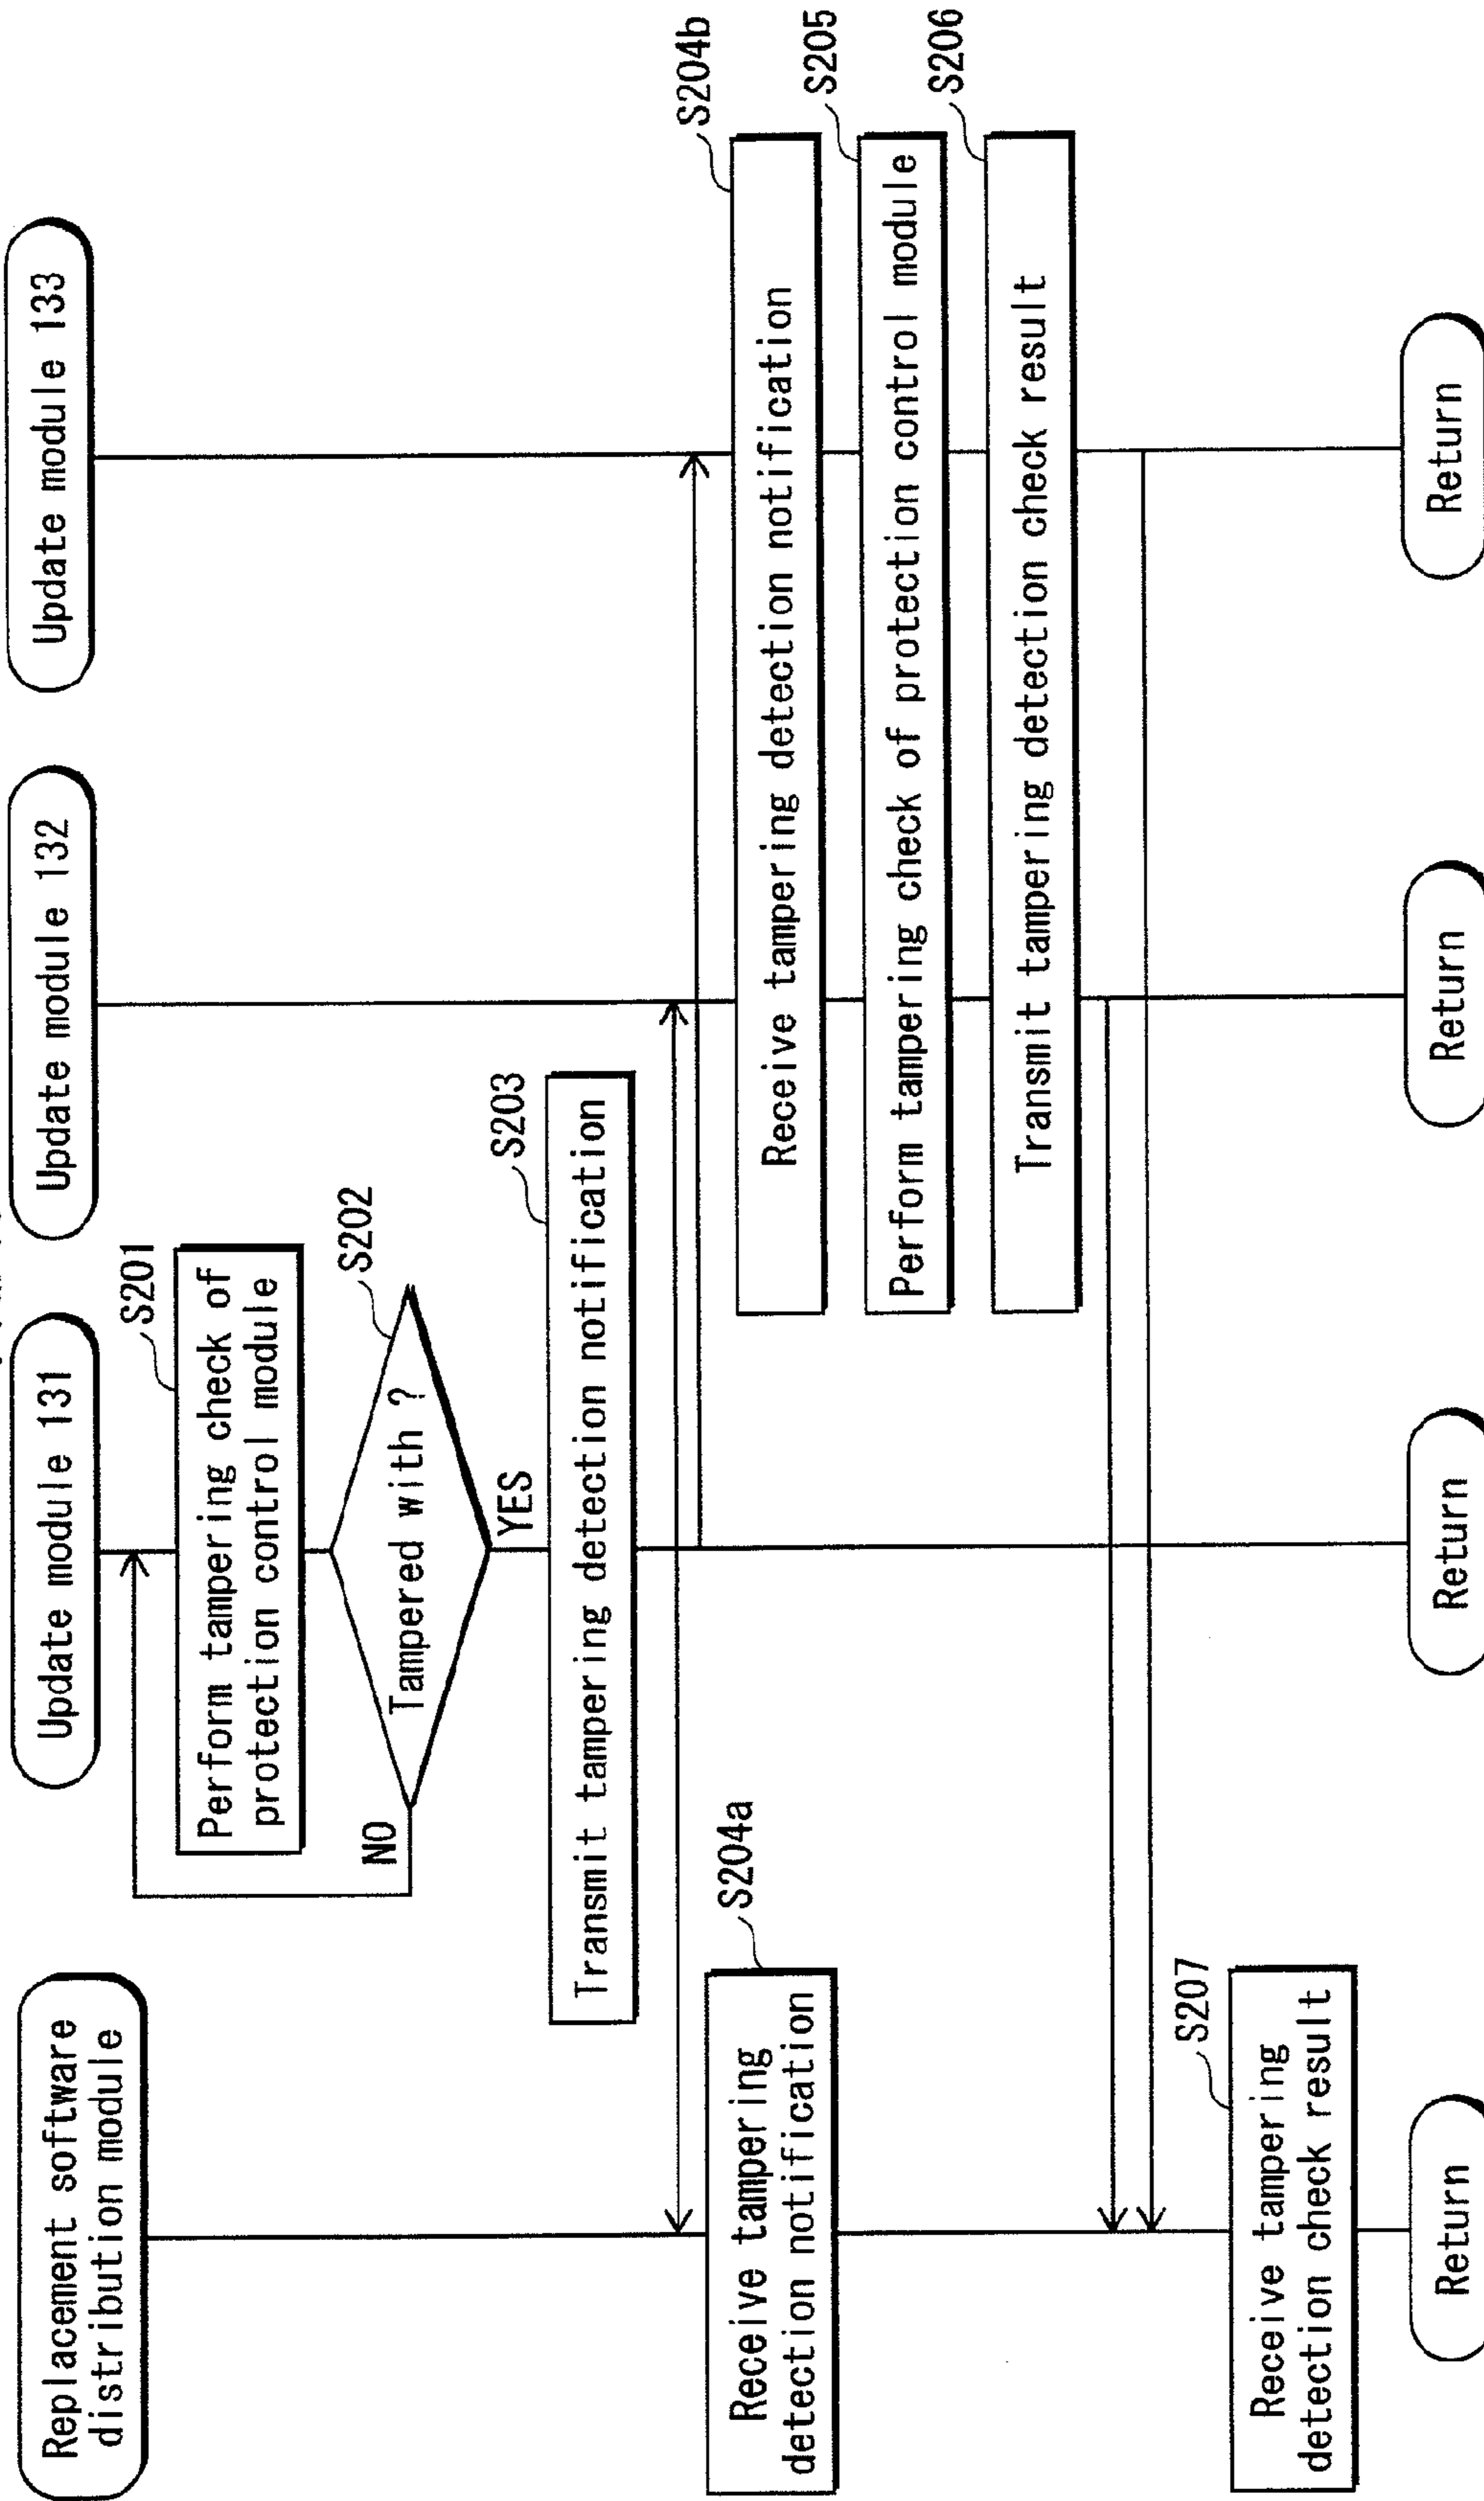 Replacement software
distribution module
Update module 131
Update module 132
Update module 133
S201
Perform tampering check of
protection control module
S202
Tampered with ?
NO
YES
S203
Transmit tampering detection notification
S204a
Receive tampering
detection notification
S204b
Receive tampering detection notification
S205
Perform tampering check of protection control module
S206
Transmit tampering detection check result
S207
Receive tampering
detection check result
Return
Return
Return
Return